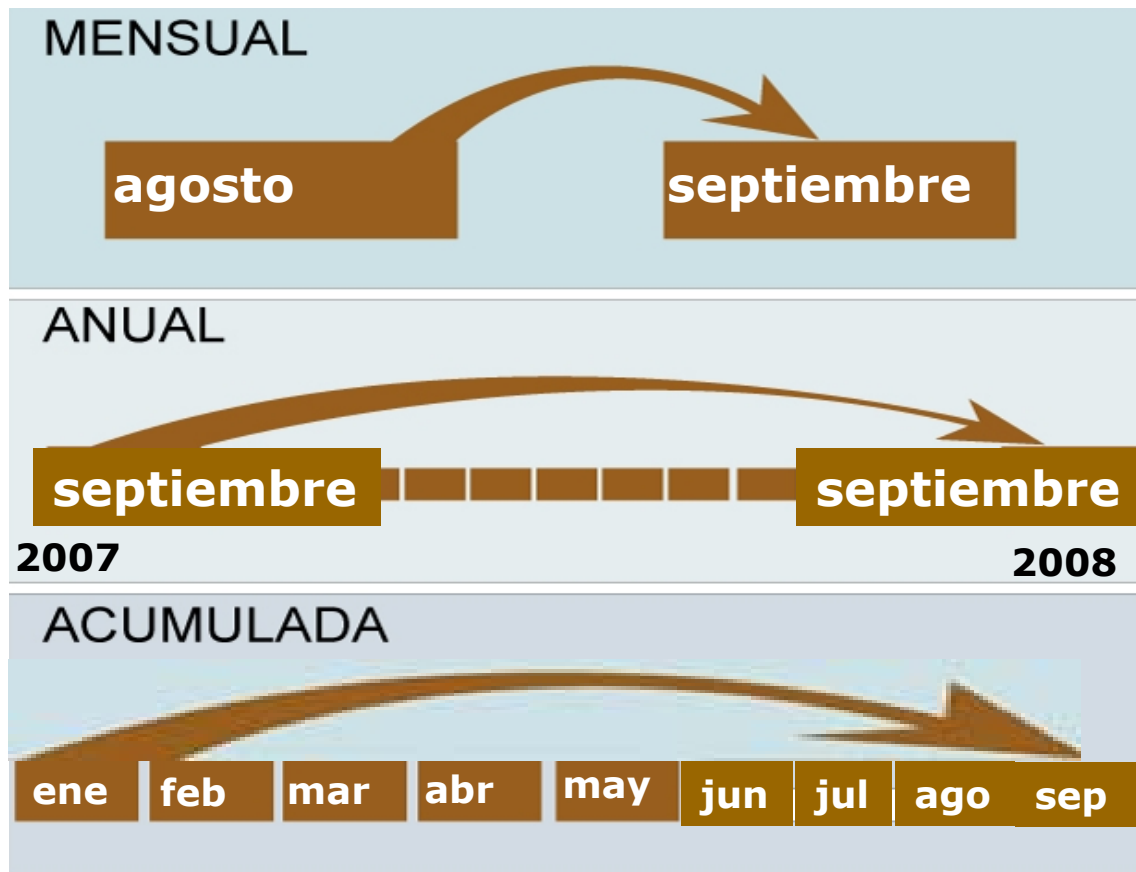 MENSUAL
agosto septiembre
ANUAL
septiembre septiembre
2007 2008
ACUMULADA
ene feb mar abr may jun jul ago sep